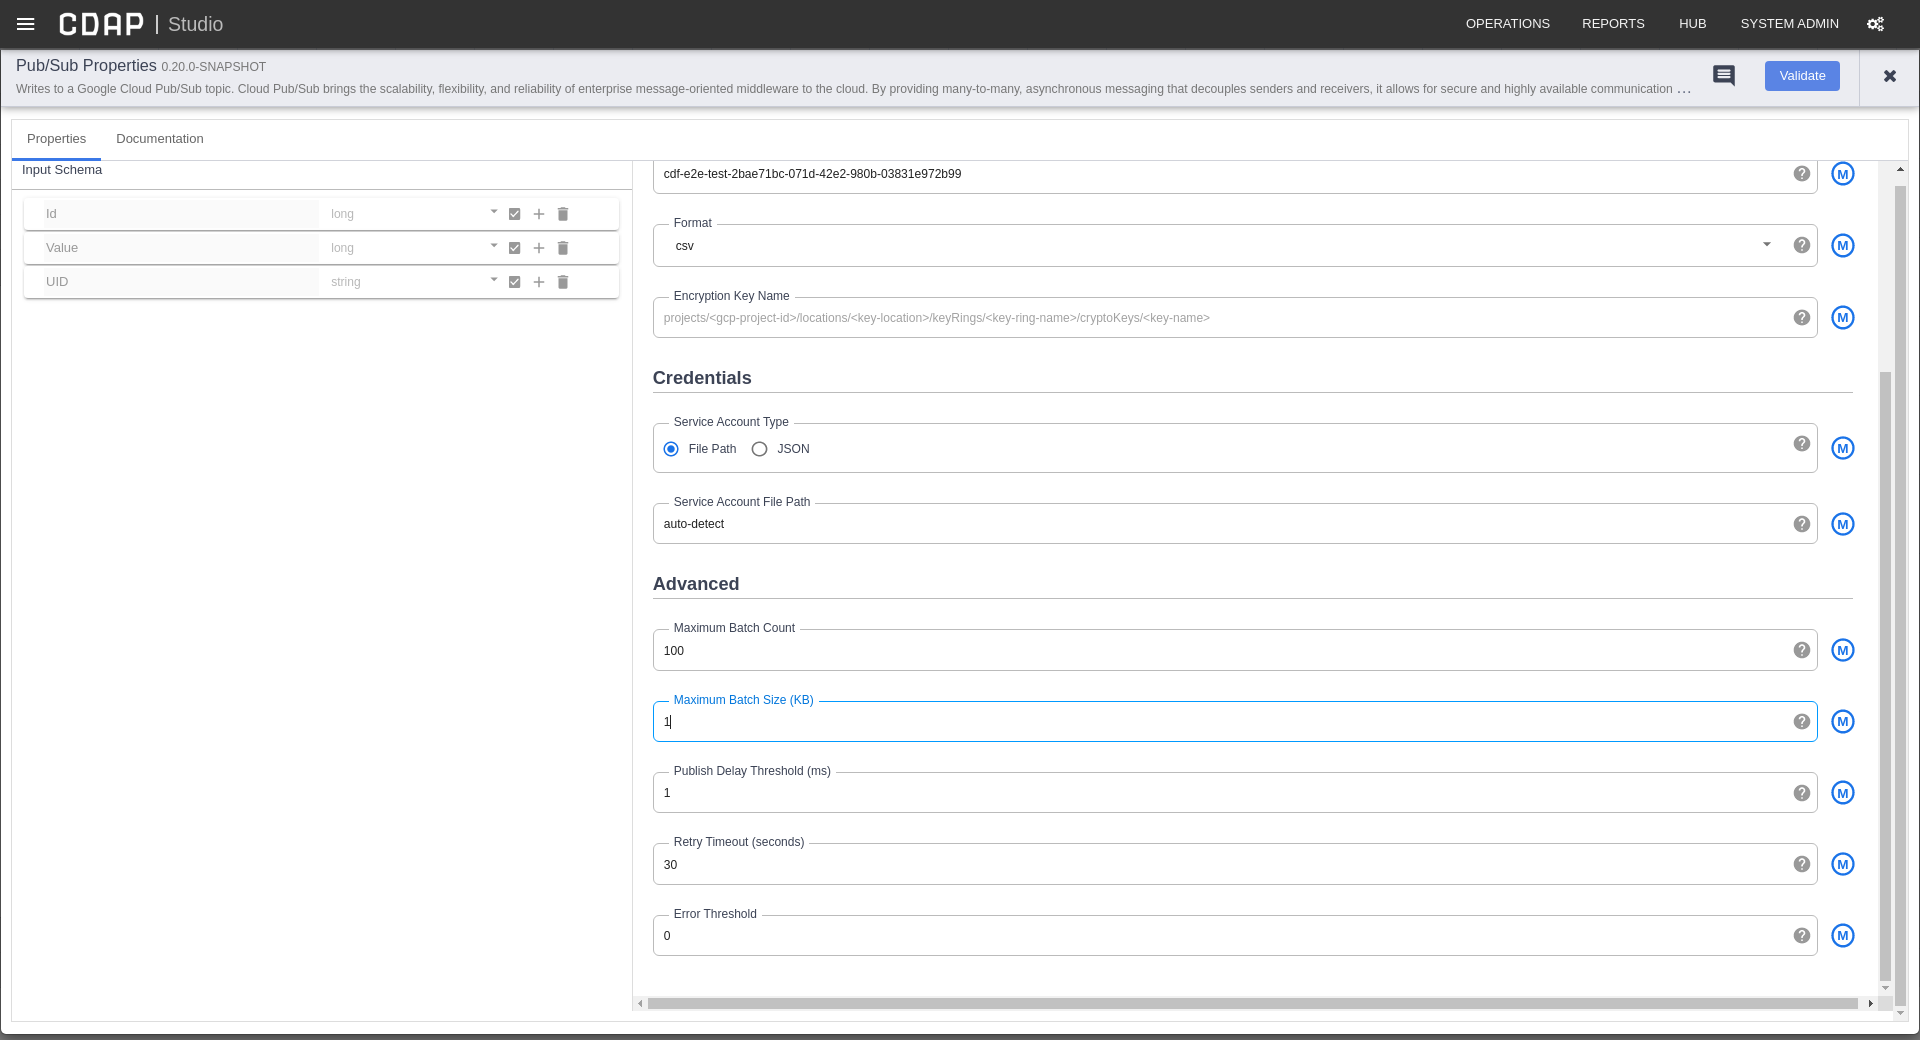 CDAP | Studio
OPERATIONS REPORTS HUB SYSTEM ADMIN
Pub/Sub Properties 0.20.0-SNAPSHOT
Writes to a Google Cloud Pub/Sub topic. Cloud Pub/Sub brings the scalability, flexibility, and reliability of enterprise message-oriented middleware to the cloud. By providing many-to-many, asynchronous messaging that decouples senders and receivers, it allows for secure and highly available communication ...
Validate
Properties Documentation
Input Schema
Id long
Value long
UID string
cdf-e2e-test-2bae71bc-071d-42e2-980b-03831e972b99
M
Format
csv
M
Encryption Key Name
projects/<gcp-project-id>/locations/<key-location>/keyRings/<key-ring-name>/cryptoKeys/<key-name>
M
Credentials
Service Account Type
File Path JSON
M
Service Account File Path
auto-detect
M
Advanced
Maximum Batch Count
100
M
Maximum Batch Size (KB)
1
M
Publish Delay Threshold (ms)
1
M
Retry Timeout (seconds)
30
M
Error Threshold
0
M